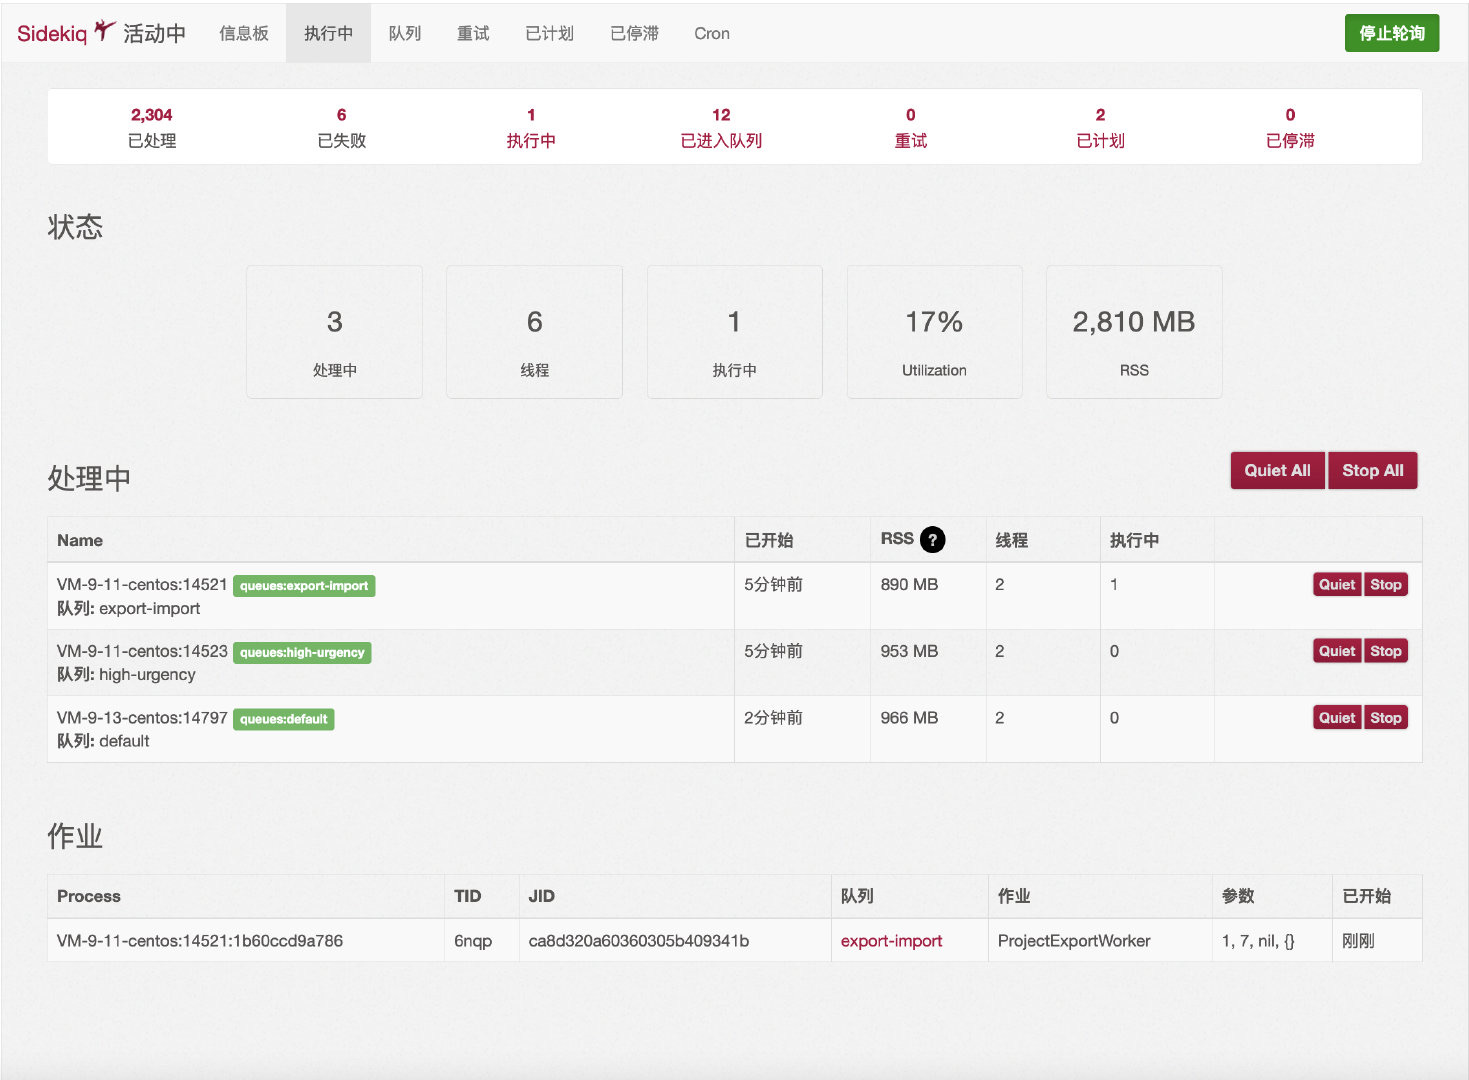 Sidekiq 活动中 信息板 执行中 队列 重试 已计划 已停滞 Cron 停止轮询
2,304 6 1 12 0 2 0
已处理 已失败 执行中 已进入队列 重试 已计划 已停滞
状态
3 6 1 17% 2,810 MB
处理中 线程 执行中 Utilization RSS
处理中 Quiet All Stop All
Name 已开始 RSS ? 线程 执行中
VM-9-11-centos:14521 queues:export-import 5分钟前 890 MB 2 1 Quiet Stop
队列: export-import
VM-9-11-centos:14523 queues:high-urgency 5分钟前 953 MB 2 0 Quiet Stop
队列: high-urgency
VM-9-13-centos:14797 queues:default 2分钟前 966 MB 2 0 Quiet Stop
队列: default
作业
Process TID JID 队列 作业 参数 已开始
VM-9-11-centos:14521:1b60ccd9a786 6nqp ca8d320a60360305b409341b export-import ProjectExportWorker 1, 7, nil, {} 刚刚